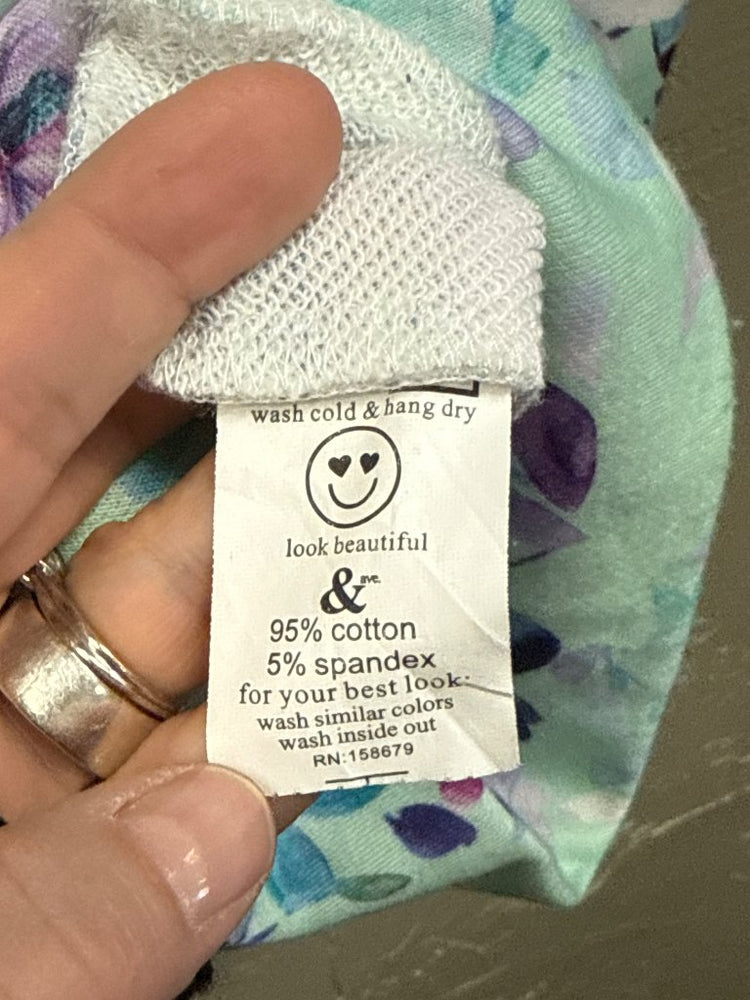 wash cold & hang dry
look beautiful
& ave.
95% cotton
5% spandex
for your best look:
wash similar colors
wash inside out
RN:158679